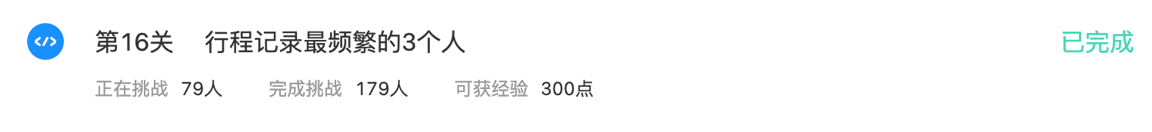 第16关 行程记录最频繁的3个人 已完成
正在挑战 79人 完成挑战 179人 可获经验 300点